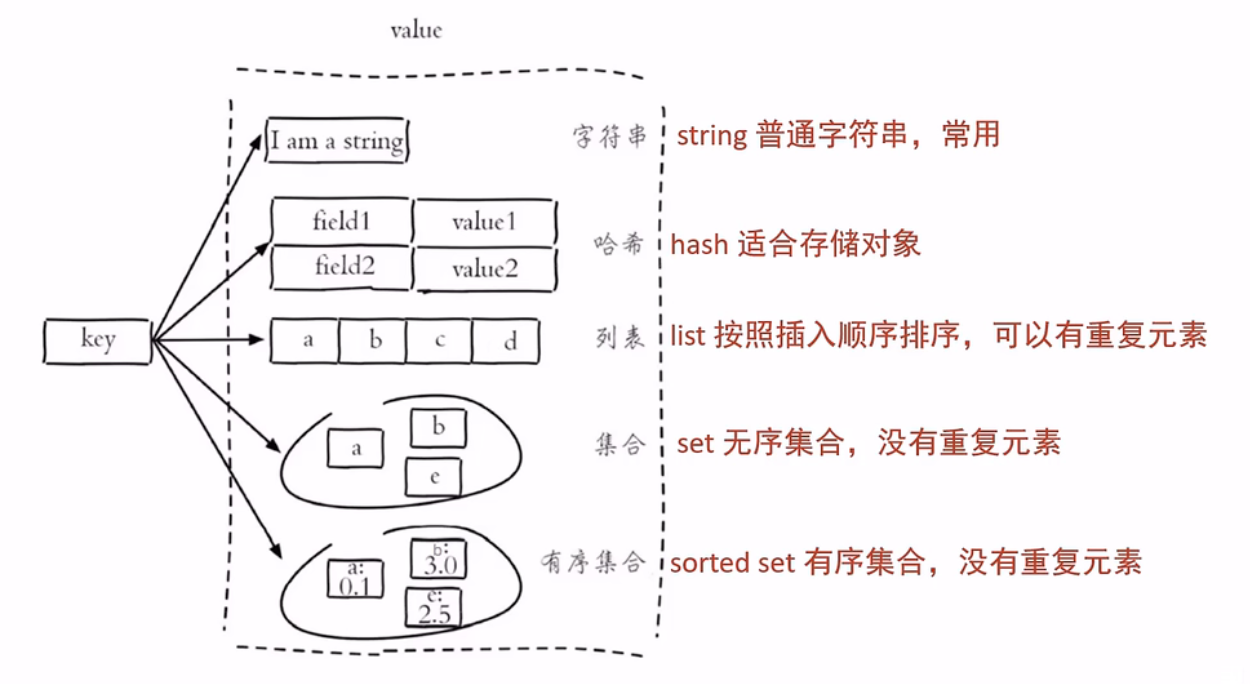 value
I am a string
字符串
string 普通字符串，常用
field1 value1
field2 value2
哈希
hash 适合存储对象
key
a b c d
列表
list 按照插入顺序排序，可以有重复元素
a
b
e
集合
set 无序集合，没有重复元素
a:
0.1
b:
3.0
e:
2.5
有序集合
sorted set 有序集合，没有重复元素